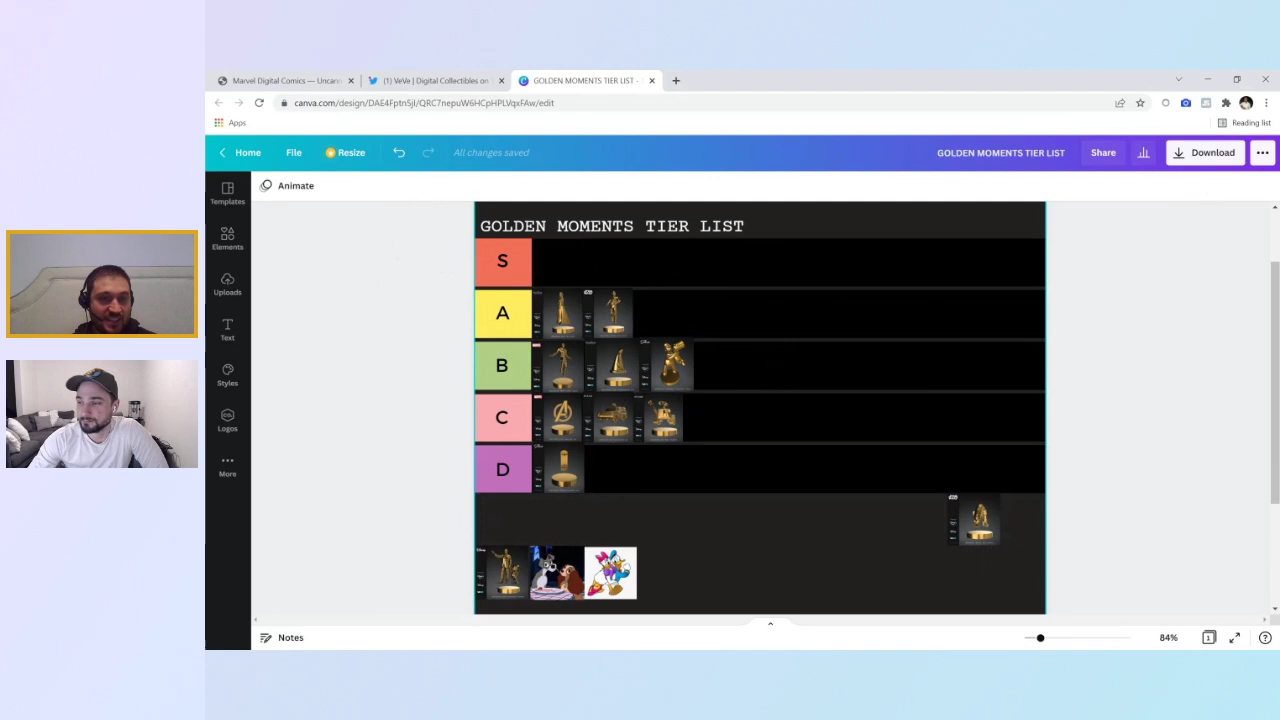 Marvel Digital Comics — Uncann
(1) VeVe | Digital Collectibles on
GOLDEN MOMENTS TIER LIST -
canva.com/design/DAE4Fptn5jI/QRC7nepuW6HCpHPLVqxFAw/edit
Apps
Reading list
Home
File
Resize
All changes saved
GOLDEN MOMENTS TIER LIST
Share
Download
Templates
Elements
Uploads
Text
Styles
Logos
More
Animate
GOLDEN MOMENTS TIER LIST
S
A
B
C
D
Notes
84%
1